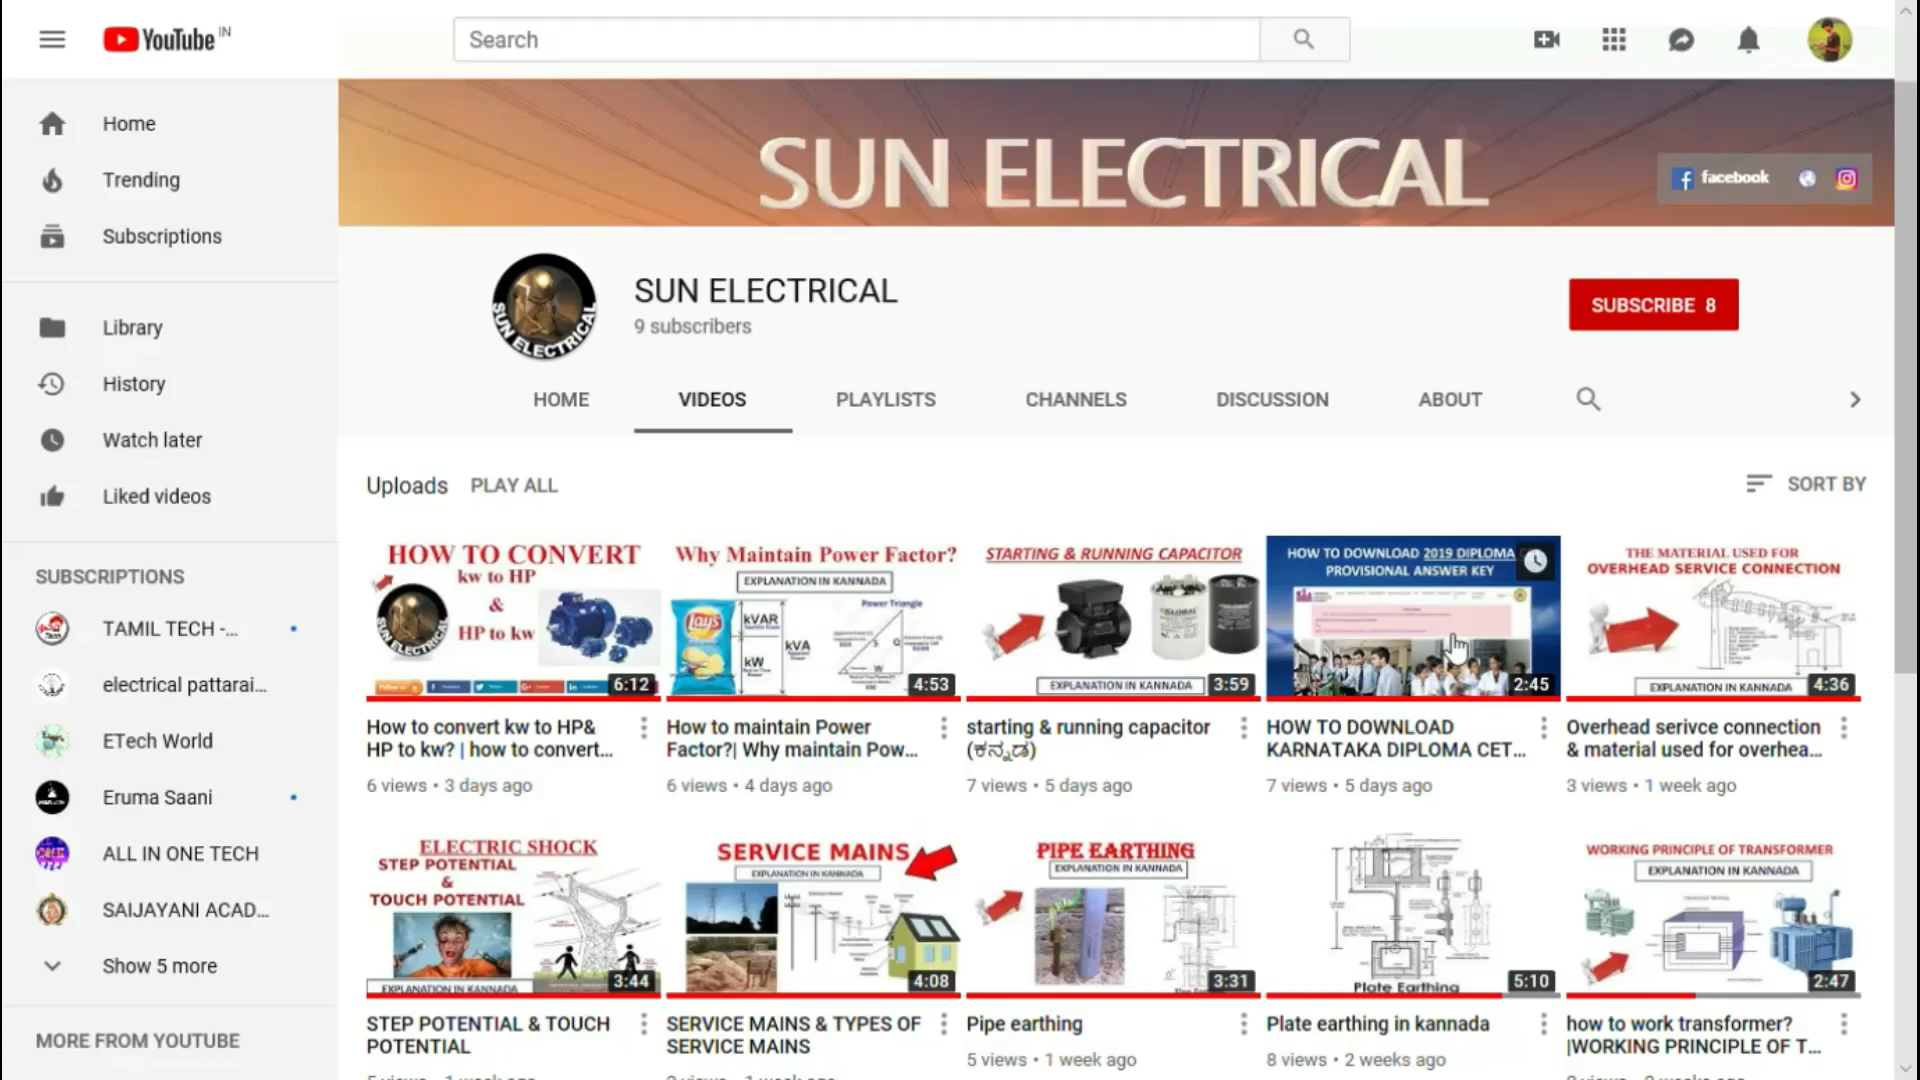 YouTube IN
Search
Home
Trending
Subscriptions
Library
History
Watch later
Liked videos
SUBSCRIPTIONS
TAMIL TECH -...
electrical pattarai...
ETech World
Eruma Saani
ALL IN ONE TECH
SAIJAYANI ACAD...
Show 5 more
MORE FROM YOUTUBE
SUN ELECTRICAL
facebook
SUN ELECTRICAL
SUN ELECTRICAL
9 subscribers
SUBSCRIBE 8
HOME VIDEOS PLAYLISTS CHANNELS DISCUSSION ABOUT
Uploads PLAY ALL SORT BY
HOW TO CONVERT
kw to HP
&
HP to kw
SUN ELECTRICAL
6:12
How to convert kw to HP&
HP to kw? | how to convert...
6 views • 3 days ago
Why Maintain Power Factor?
EXPLANATION IN KANNADA
Power Triangle
Lays
kVAR
kVA
kW
4:53
How to maintain Power
Factor?| Why maintain Pow...
6 views • 4 days ago
STARTING & RUNNING CAPACITOR
GLOBAL
EXPLANATION IN KANNADA
3:59
starting & running capacitor
(ಕನ್ನಡ)
7 views • 5 days ago
HOW TO DOWNLOAD 2019 DIPLOMA
PROVISIONAL ANSWER KEY
2:45
HOW TO DOWNLOAD
KARNATAKA DIPLOMA CET...
7 views • 5 days ago
THE MATERIAL USED FOR
OVERHEAD SERVICE CONNECTION
EXPLANATION IN KANNADA
4:36
Overhead serivce connection
& material used for overhea...
3 views • 1 week ago
ELECTRIC SHOCK
STEP POTENTIAL
&
TOUCH POTENTIAL
EXPLANATION IN KANNADA
3:44
STEP POTENTIAL & TOUCH
POTENTIAL
SERVICE MAINS
EXPLANATION IN KANNADA
4:08
SERVICE MAINS & TYPES OF
SERVICE MAINS
PIPE EARTHING
EXPLANATION IN KANNADA
3:31
Pipe earthing
5 views • 1 week ago
Plate Earthing
5:10
Plate earthing in kannada
8 views • 2 weeks ago
WORKING PRINCIPLE OF TRANSFORMER
EXPLANATION IN KANNADA
2:47
how to work transformer?
|WORKING PRINCIPLE OF T...